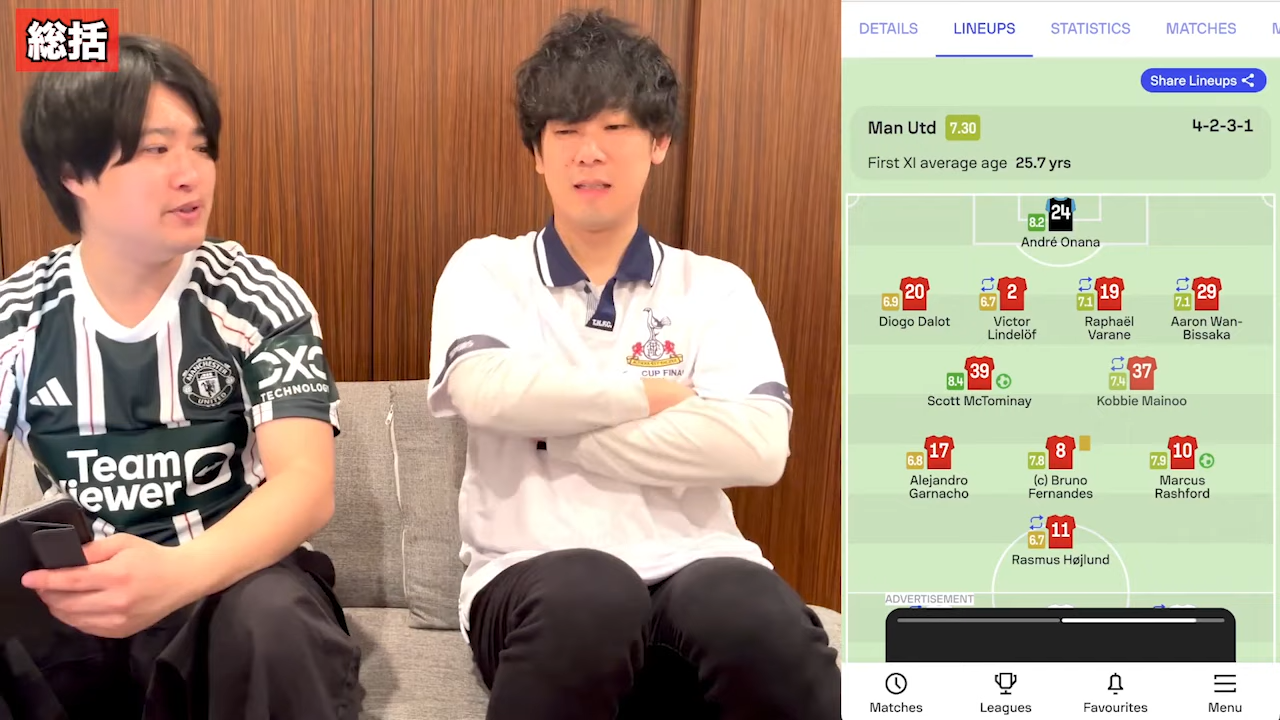 総括
MANCHESTER
UNITED
DXC
TECHNOLOGY
Team
Viewer
CUP FINAL
DETAILS
LINEUPS
STATISTICS
MATCHES
Share Lineups
Man Utd 7.30
4-2-3-1
First XI average age 25.7 yrs
24
8.2
André Onana
20
6.9
Diogo Dalot
2
6.7
Victor
Lindelöf
19
7.1
Raphaël
Varane
29
7.1
Aaron Wan-
Bissaka
39
8.4
Scott McTominay
37
7.4
Kobbie Mainoo
17
6.8
Alejandro
Garnacho
8
7.8
(c) Bruno
Fernandes
10
7.9
Marcus
Rashford
11
6.7
Rasmus Højlund
ADVERTISEMENT
Matches
Leagues
Favourites
Menu